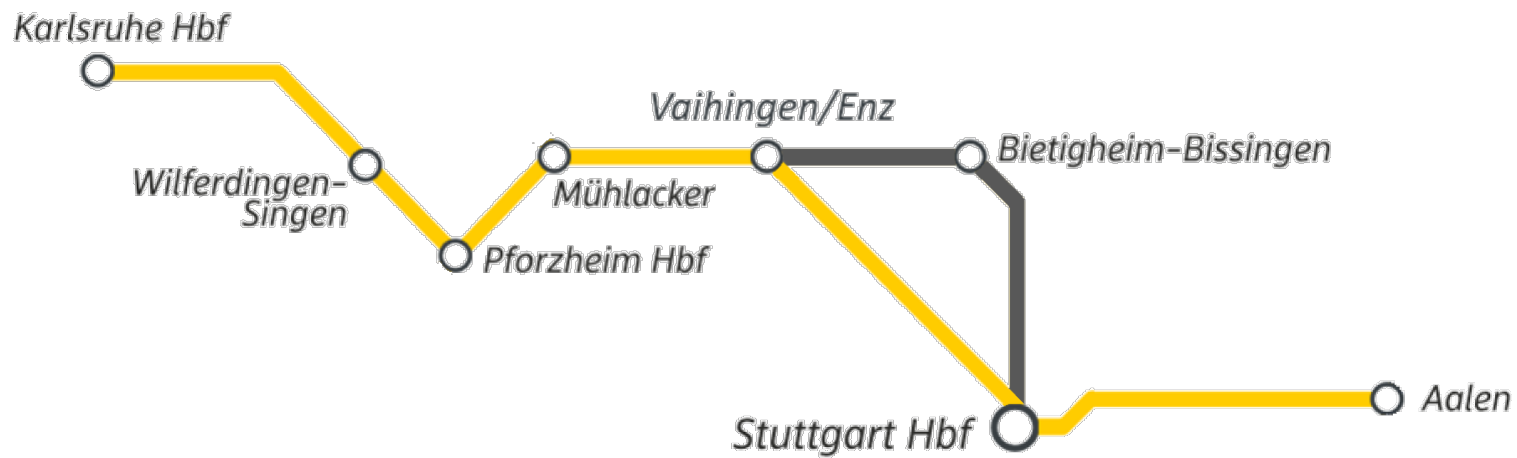 Karlsruhe Hbf
Vaihingen/Enz
Bietigheim-Bissingen
Wilferdingen-
Singen
Mühlacker
Pforzheim Hbf
Stuttgart Hbf
Aalen